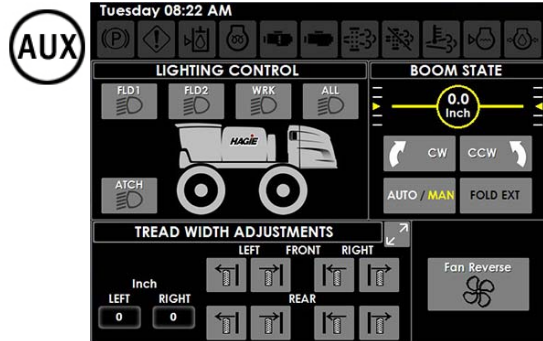 AUX
Tuesday 08:22 AM
(P)
LIGHTING CONTROL
FLD1 FLD2 WRK ALL
HAGIE
ATCH
BOOM STATE
0.0
Inch
CW CCW
AUTO / MAN FOLD EXT
TREAD WIDTH ADJUSTMENTS
LEFT FRONT RIGHT
Inch
LEFT RIGHT REAR
0 0
Fan Reverse